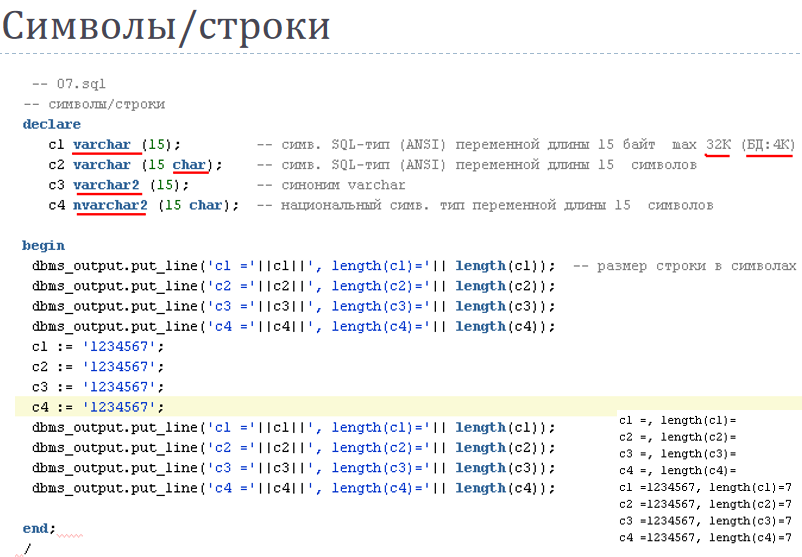 Символы/строки
-- 07.sql
-- символы/строки
declare
c1 varchar (15); -- симв. SQL-тип (ANSI) переменной длины 15 байт max 32K (БД:4K)
c2 varchar (15 char); -- симв. SQL-тип (ANSI) переменной длины 15 символов
c3 varchar2 (15); -- синоним varchar
c4 nvarchar2 (15 char); -- национальный симв. тип переменной длины 15 символов
begin
dbms_output.put_line('c1 ='||c1||', length(c1)='|| length(c1)); -- размер строки в символах
dbms_output.put_line('c2 ='||c2||', length(c2)='|| length(c2));
dbms_output.put_line('c3 ='||c3||', length(c3)='|| length(c3));
dbms_output.put_line('c4 ='||c4||', length(c4)='|| length(c4));
c1 := '1234567';
c2 := '1234567';
c3 := '1234567';
c4 := '1234567';
dbms_output.put_line('c1 ='||c1||', length(c1)='|| length(c1));
dbms_output.put_line('c2 ='||c2||', length(c2)='|| length(c2));
dbms_output.put_line('c3 ='||c3||', length(c3)='|| length(c3));
dbms_output.put_line('c4 ='||c4||', length(c4)='|| length(c4));
end;
/
c1 =, length(c1)=
c2 =, length(c2)=
c3 =, length(c3)=
c4 =, length(c4)=
c1 =1234567, length(c1)=7
c2 =1234567, length(c2)=7
c3 =1234567, length(c3)=7
c4 =1234567, length(c4)=7